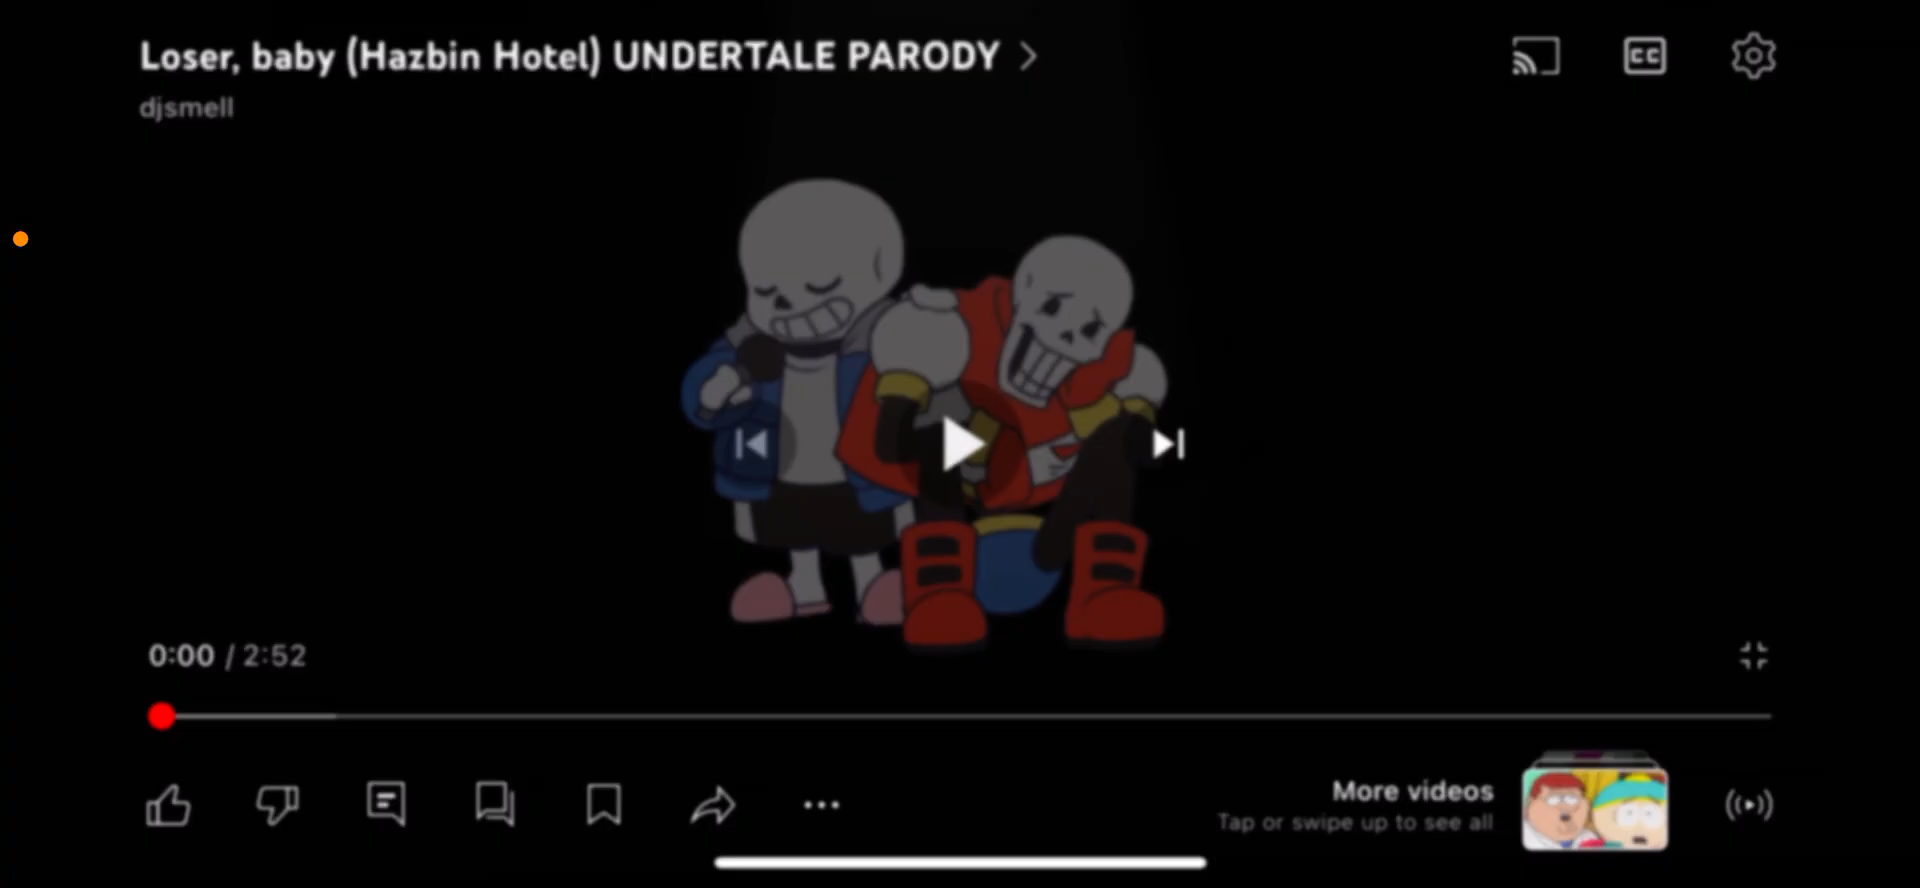 Loser, baby (Hazbin Hotel) UNDERTALE PARODY
djsmell
CC
0:00 / 2:52
More videos
Tap or swipe up to see all